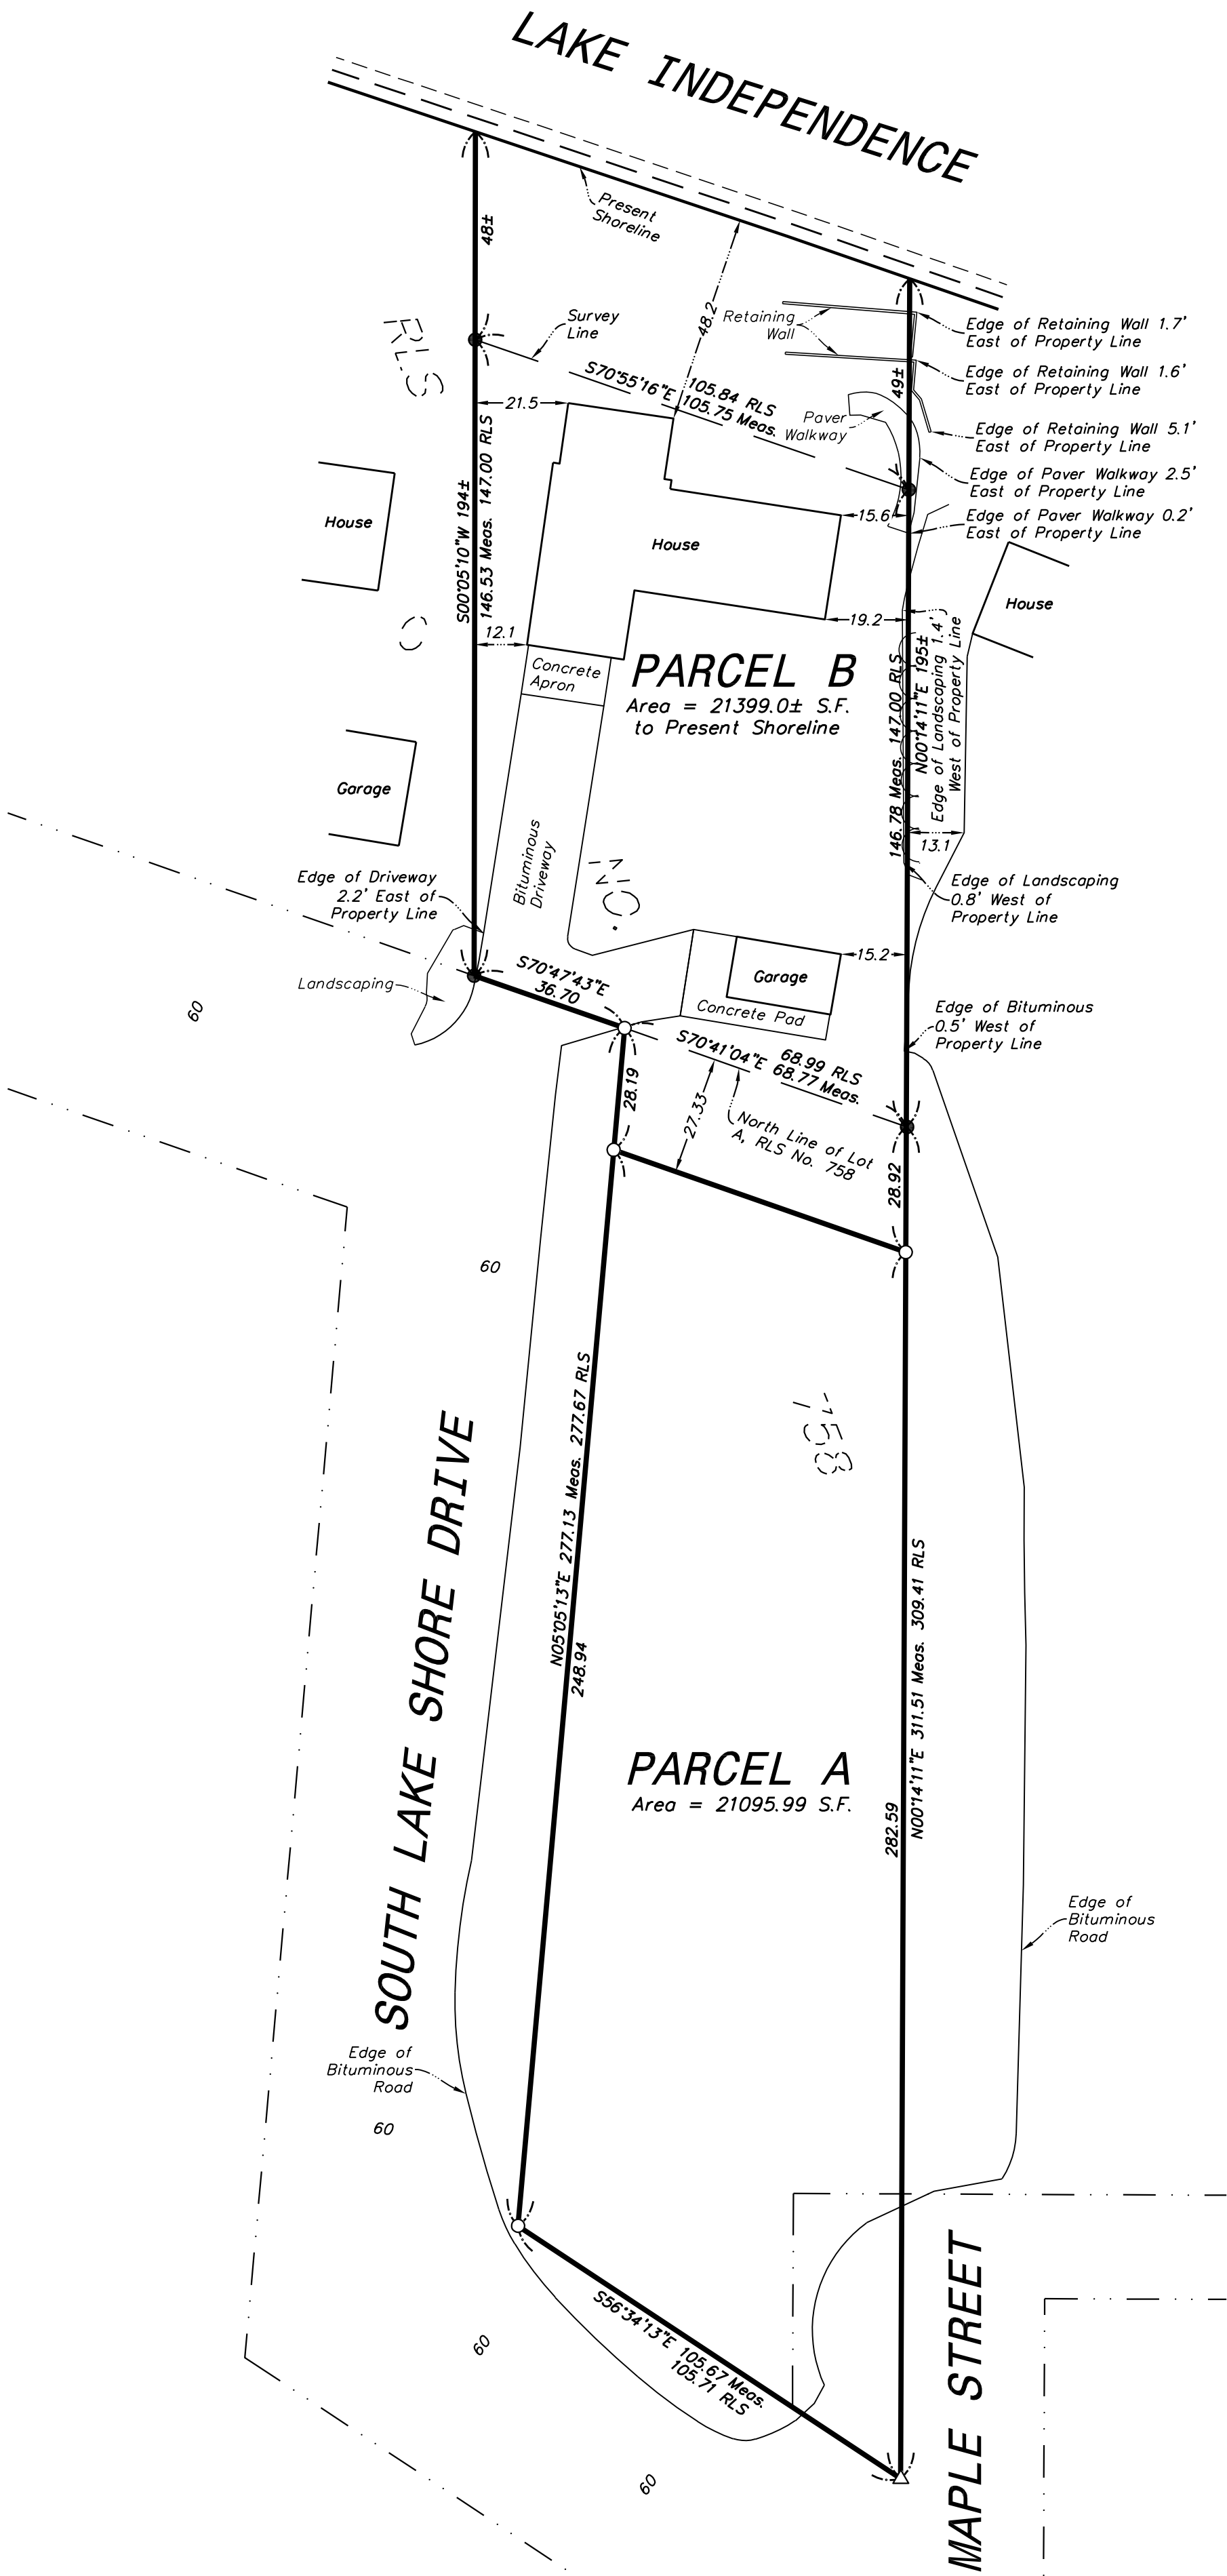 LAKE INDEPENDENCE
Present
Shoreline
48±
48.2
Retaining
Wall
Edge of Retaining Wall 1.7'
East of Property Line
RLS
Survey
Line
S70°55'16"E
105.84 RLS
105.75 Meas.
49±
Edge of Retaining Wall 1.6'
East of Property Line
21.5
Paver
Walkway
Edge of Retaining Wall 5.1'
East of Property Line
S00°05'10"W 194±
146.53 Meas. 147.00 RLS
Edge of Paver Walkway 2.5'
East of Property Line
House
House
15.6
Edge of Paver Walkway 0.2'
East of Property Line
House
19.2
12.1
Concrete
Apron
PARCEL B
Area = 21399.0± S.F.
to Present Shoreline
146.78 Meas. 147.00 RLS
N00°14'11"E 195±
Edge of Landscaping 1.4'
West of Property Line
Garage
13.1
Bituminous
Driveway
NO.
Edge of Driveway
2.2' East of
Property Line
Edge of Landscaping
0.8' West of
Property Line
Landscaping
S70°47'43"E
36.70
15.2
Garage
Concrete Pad
60
Edge of Bituminous
0.5' West of
Property Line
S70°41'04"E
68.99 RLS
68.77 Meas.
28.19
27.33
North Line of Lot
A, RLS No. 758
28.92
60
N05°05'13"E 277.13 Meas. 277.67 RLS
248.94
758
SOUTH LAKE SHORE DRIVE
N00°14'11"E 311.51 Meas. 309.41 RLS
282.59
PARCEL A
Area = 21095.99 S.F.
Edge of
Bituminous
Road
Edge of
Bituminous
Road
60
S56°34'13"E 105.67 Meas.
105.71 RLS
60
60
MAPLE STREET